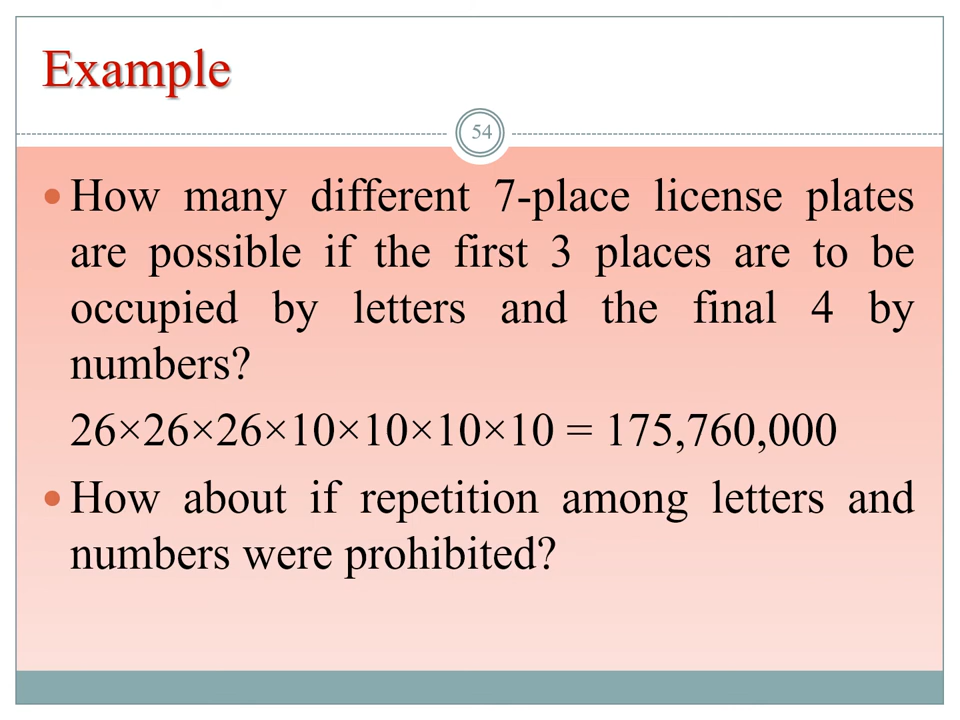 Example
54
• How many different 7-place license plates
are possible if the first 3 places are to be
occupied by letters and the final 4 by
numbers?
26×26×26×10×10×10×10 = 175,760,000
• How about if repetition among letters and
numbers were prohibited?